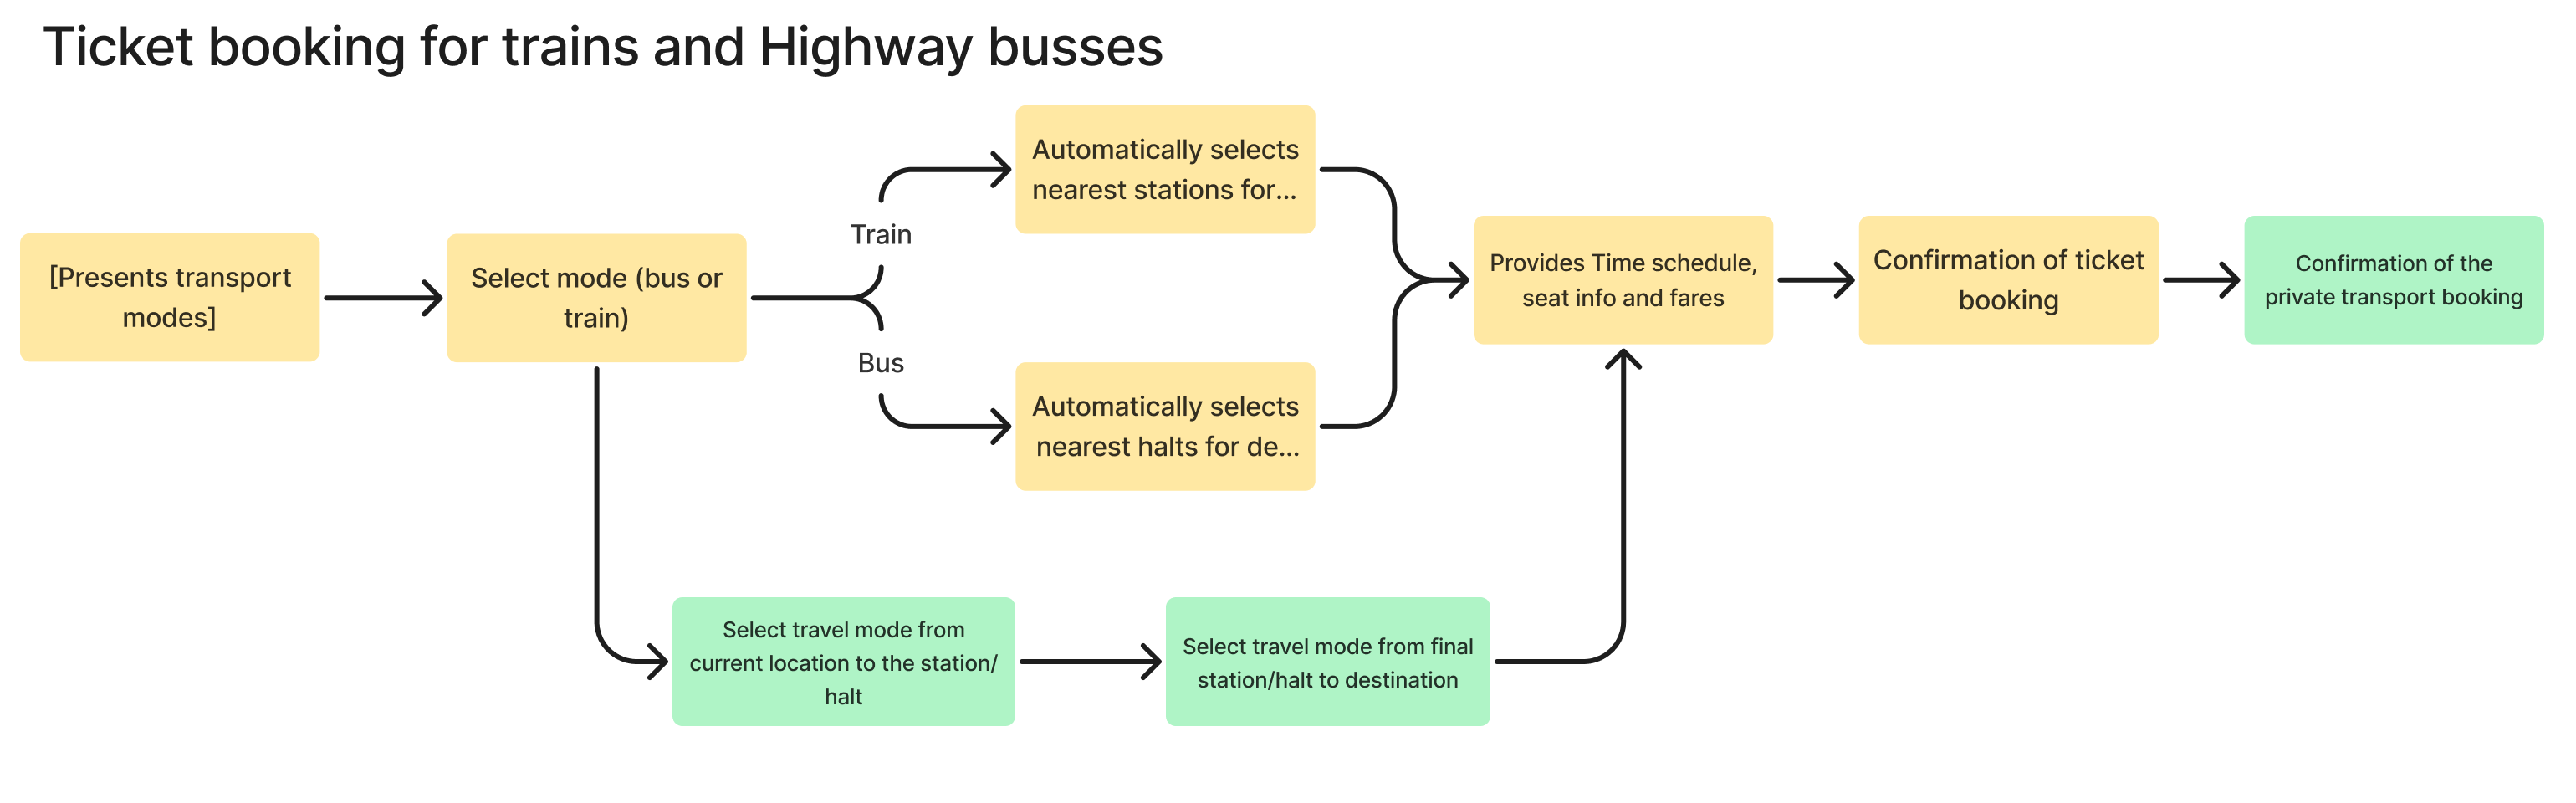 Ticket booking for trains and Highway busses
[Presents transport
modes]
Select mode (bus or
train)
Train
Bus
Automatically selects
nearest stations for...
Automatically selects
nearest halts for de...
Provides Time schedule,
seat info and fares
Confirmation of ticket
booking
Confirmation of the
private transport booking
Select travel mode from
current location to the station/
halt
Select travel mode from final
station/halt to destination